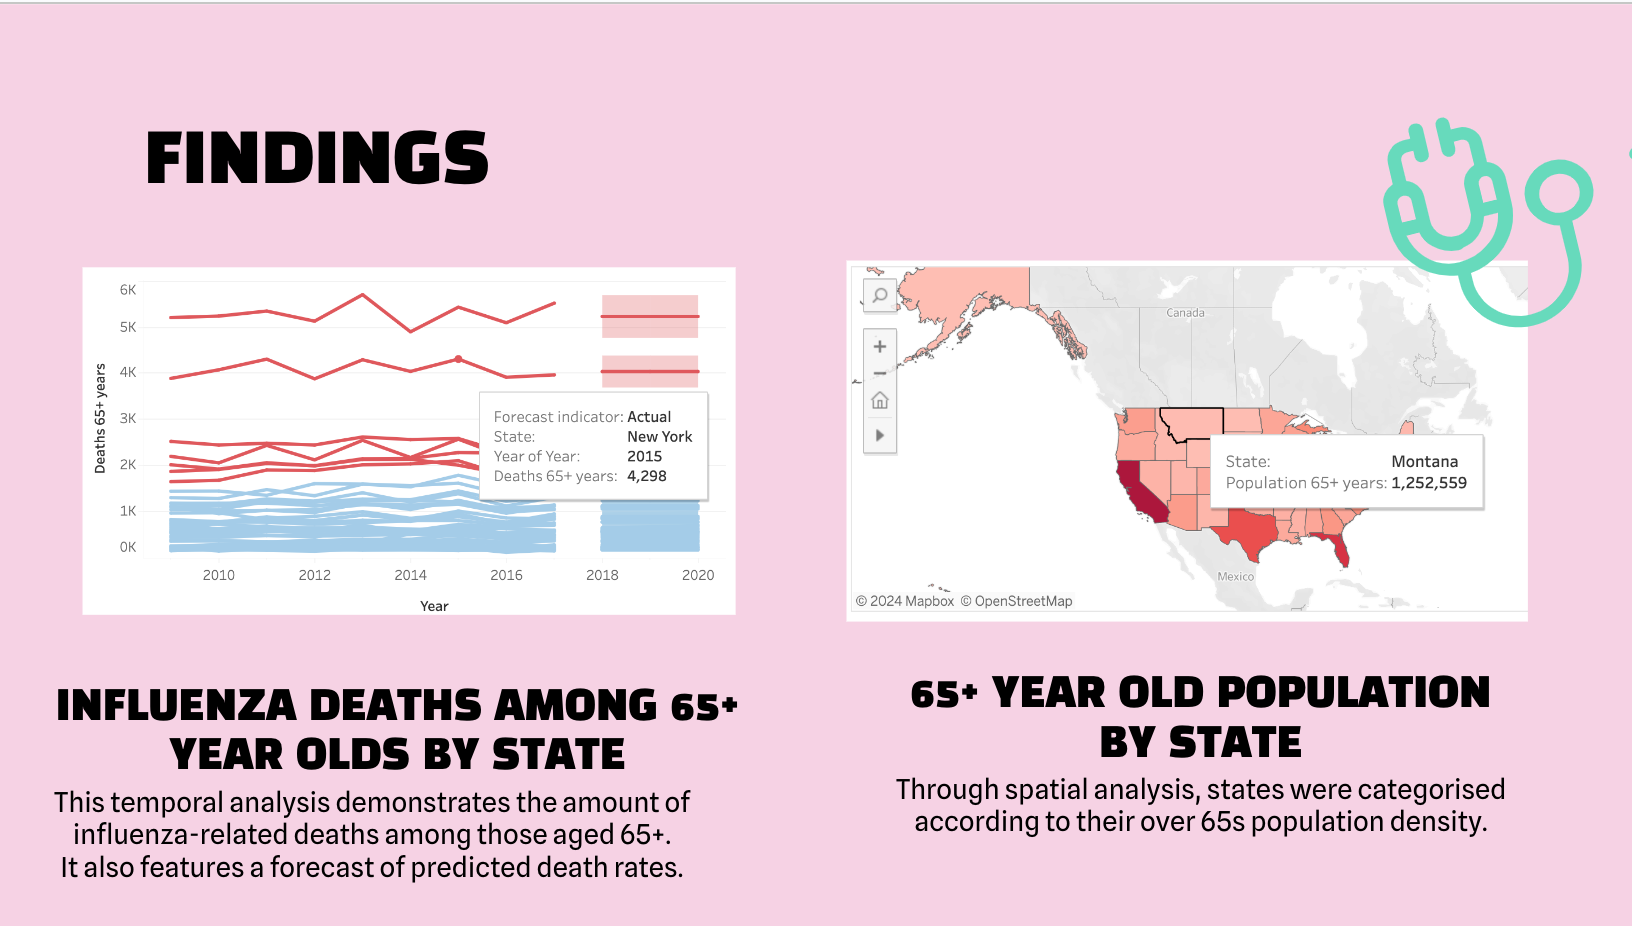 FINDINGS
6K
5K
4K
3K
2K
1K
0K
Deaths 65+ years
2010 2012 2014 2016 2018 2020
Year
Forecast indicator: Actual
State: New York
Year of Year: 2015
Deaths 65+ years: 4,298
INFLUENZA DEATHS AMONG 65+
YEAR OLDS BY STATE
This temporal analysis demonstrates the amount of
influenza-related deaths among those aged 65+.
It also features a forecast of predicted death rates.
Canada
State: Montana
Population 65+ years: 1,252,559
Mexico
© 2024 Mapbox © OpenStreetMap
65+ YEAR OLD POPULATION
BY STATE
Through spatial analysis, states were categorised
according to their over 65s population density.